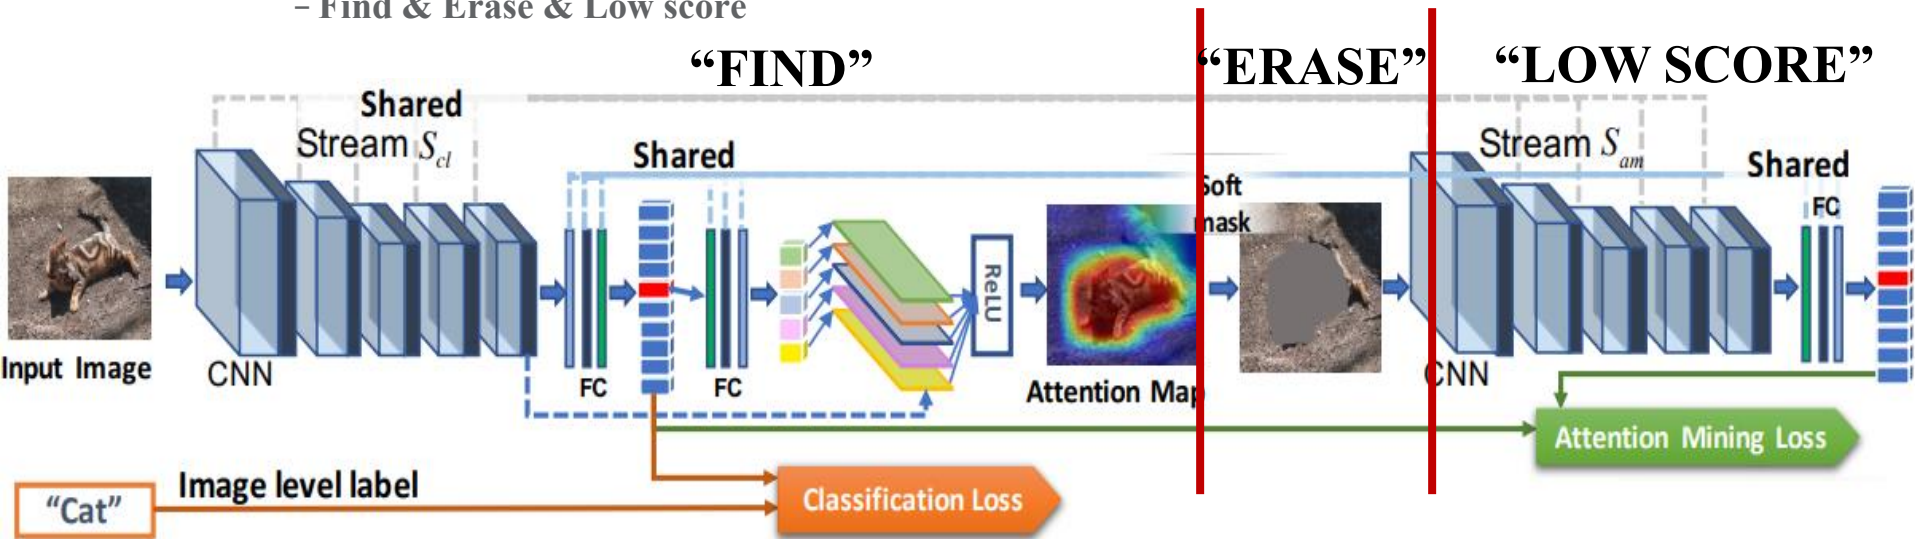 – Find & Erase & Low score
“FIND”
“ERASE”
“LOW SCORE”
Shared
Stream S_cl
Shared
Soft
mask
Stream S_am
Shared
FC
ReLU
Input Image
CNN
FC
FC
Attention Map
CNN
Attention Mining Loss
Image level label
“Cat”
Classification Loss